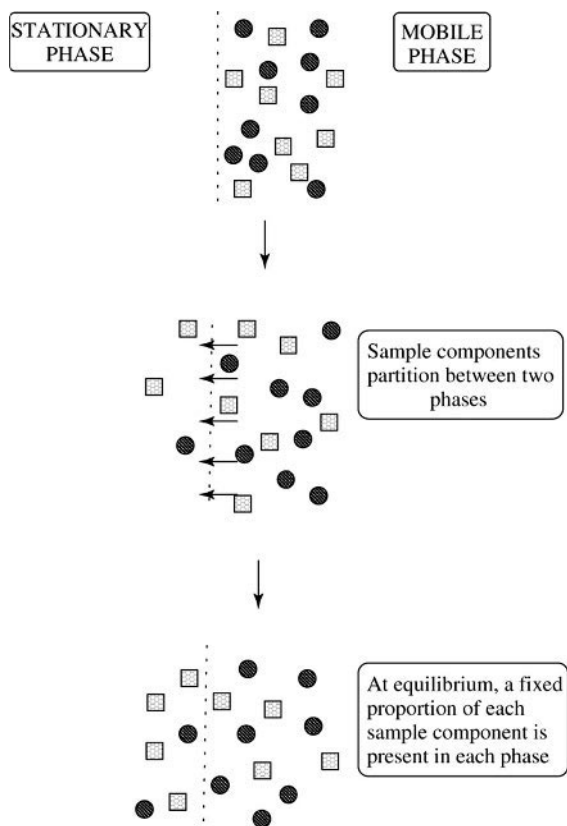 STATIONARY
PHASE
MOBILE
PHASE
Sample components
partition between two
phases
At equilibrium, a fixed
proportion of each
sample component is
present in each phase